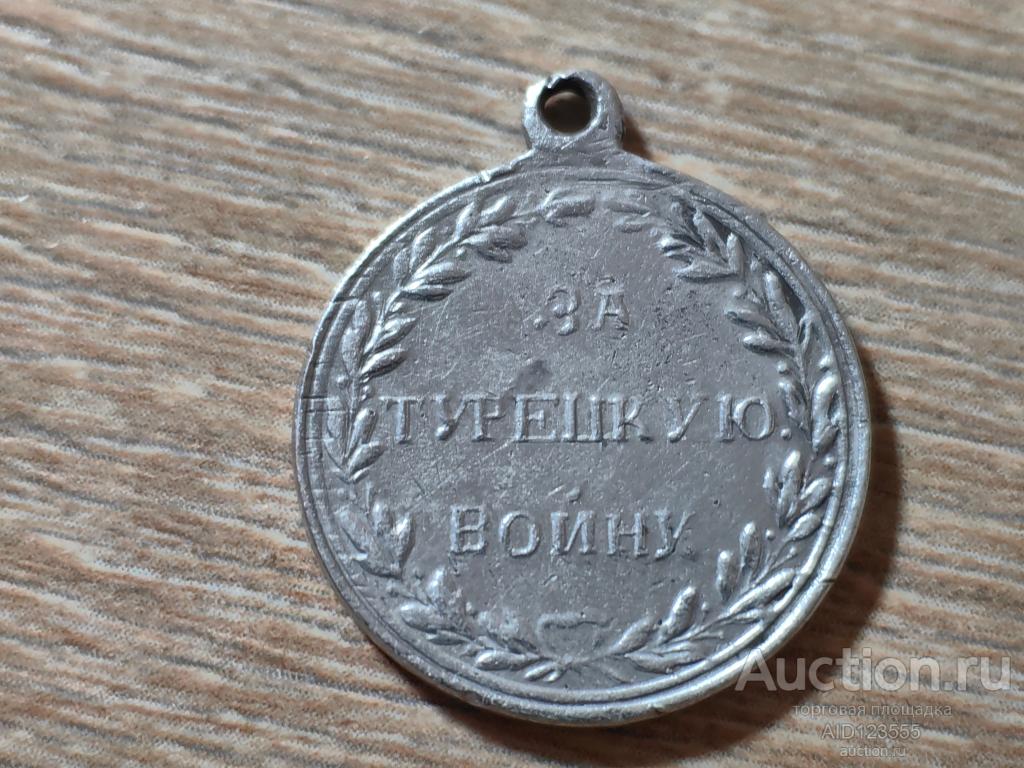 ЗА
ТУРЕЦКУЮ.
ВОЙНУ
Auction.ru
торговая площадка
AID123555
auction.ru